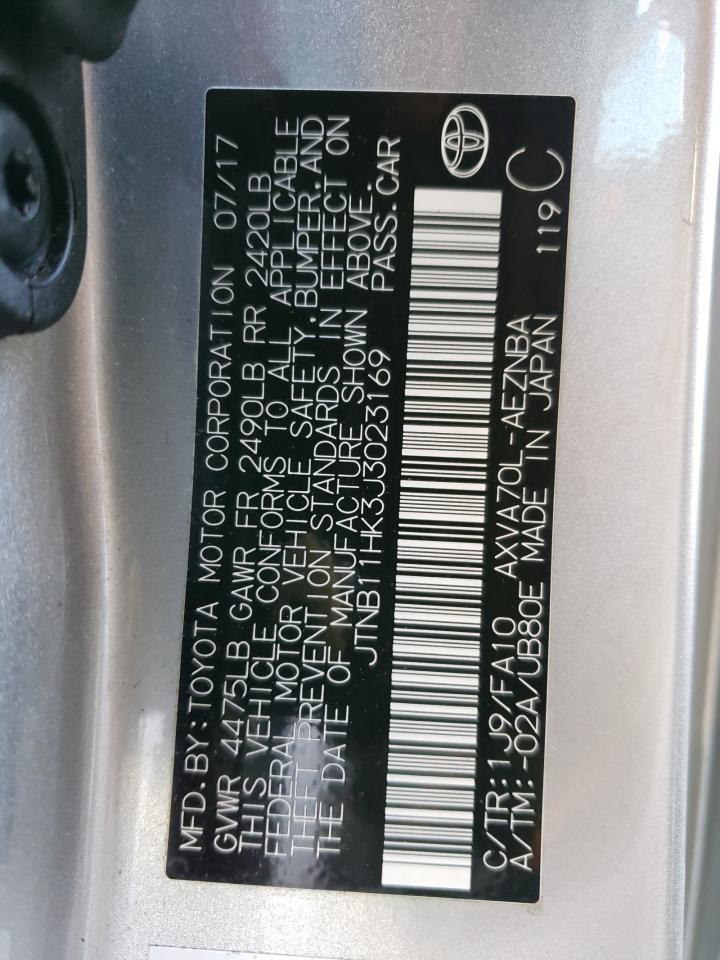 MFD. BY: TOYOTA MOTOR CORPORATION 07/17
GVWR 4475LB GAWR FR 2490LB RR 2420LB
THIS VEHICLE CONFORMS TO ALL APPLICABLE
FEDERAL MOTOR VEHICLE SAFETY, BUMPER, AND
THEFT PREVENTION STANDARDS IN EFFECT ON
THE DATE OF MANUFACTURE SHOWN ABOVE.
JTNB11HK3J3023169 PASS. CAR
C/TR: 1J9/FA10 AXVA70L-AEZNBA
A/TM: -02A/UB80E MADE IN JAPAN 119 C